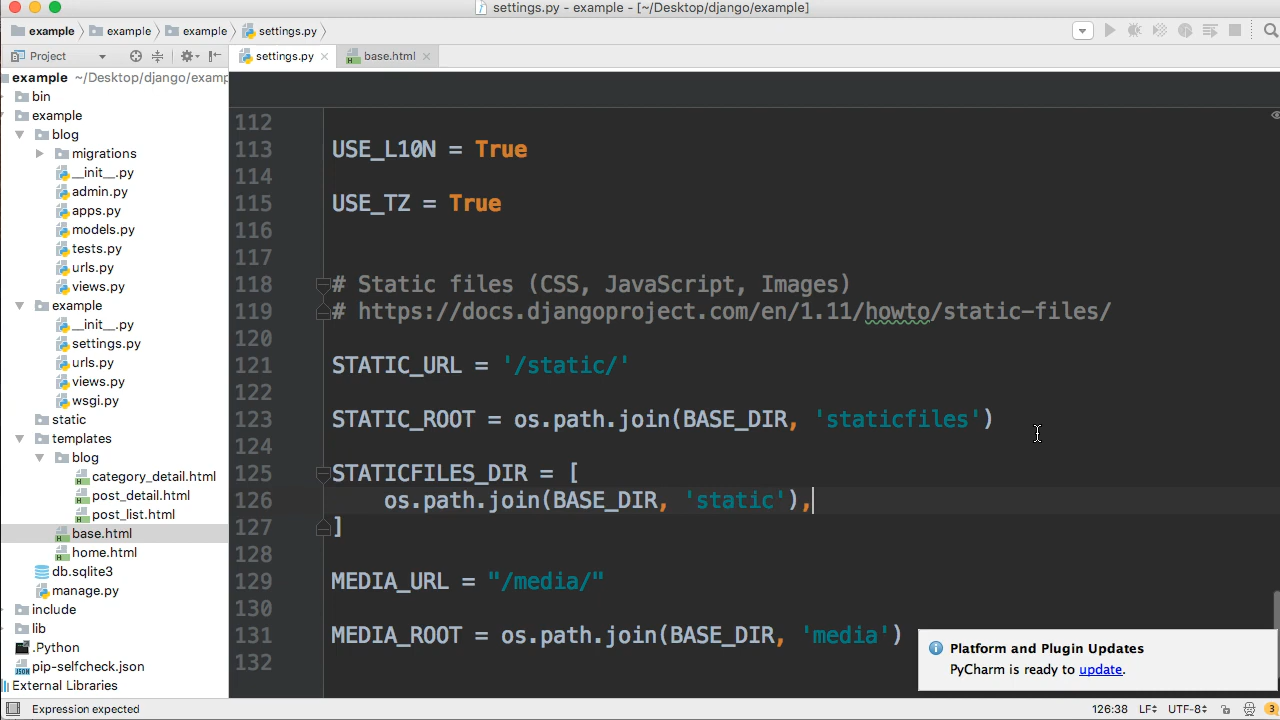 settings.py - example - [~/Desktop/django/example]
example example example settings.py
Project settings.py base.html
example ~/Desktop/django/examp
bin
example
blog
migrations
__init__.py
admin.py
apps.py
models.py
tests.py
urls.py
views.py
example
__init__.py
settings.py
urls.py
views.py
wsgi.py
static
templates
blog
category_detail.html
post_detail.html
post_list.html
base.html
home.html
db.sqlite3
manage.py
include
lib
.Python
pip-selfcheck.json
External Libraries
112
113 USE_L10N = True
114
115 USE_TZ = True
116
117
118 # Static files (CSS, JavaScript, Images)
119 # https://docs.djangoproject.com/en/1.11/howto/static-files/
120
121 STATIC_URL = '/static/'
122
123 STATIC_ROOT = os.path.join(BASE_DIR, 'staticfiles')
124
125 STATICFILES_DIR = [
126 os.path.join(BASE_DIR, 'static'),
127 ]
128
129 MEDIA_URL = "/media/"
130
131 MEDIA_ROOT = os.path.join(BASE_DIR, 'media')
132
Platform and Plugin Updates
PyCharm is ready to update.
Expression expected 126:38 LF UTF-8 3